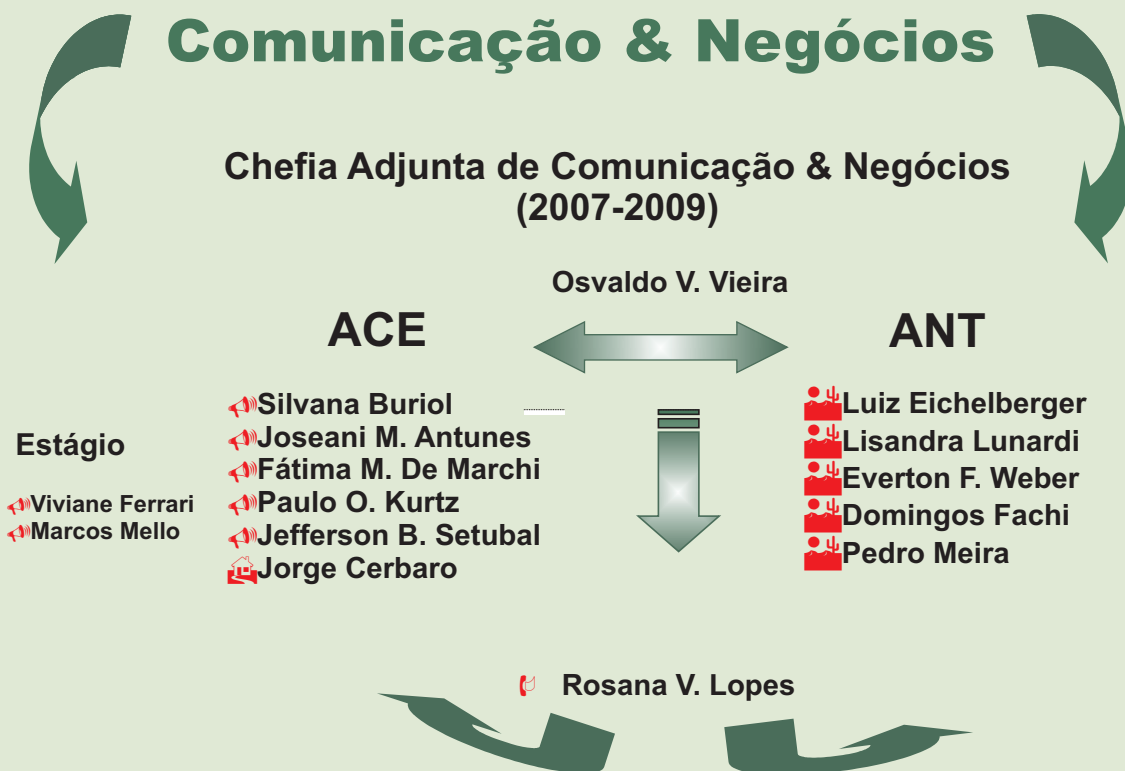 Comunicação & Negócios
Chefia Adjunta de Comunicação & Negócios
(2007-2009)
Osvaldo V. Vieira
ACE
ANT
Estágio
Viviane Ferrari
Marcos Mello
Silvana Buriol
Joseani M. Antunes
Fátima M. De Marchi
Paulo O. Kurtz
Jefferson B. Setubal
Jorge Cerbaro
Luiz Eichelberger
Lisandra Lunardi
Everton F. Weber
Domingos Fachi
Pedro Meira
Rosana V. Lopes